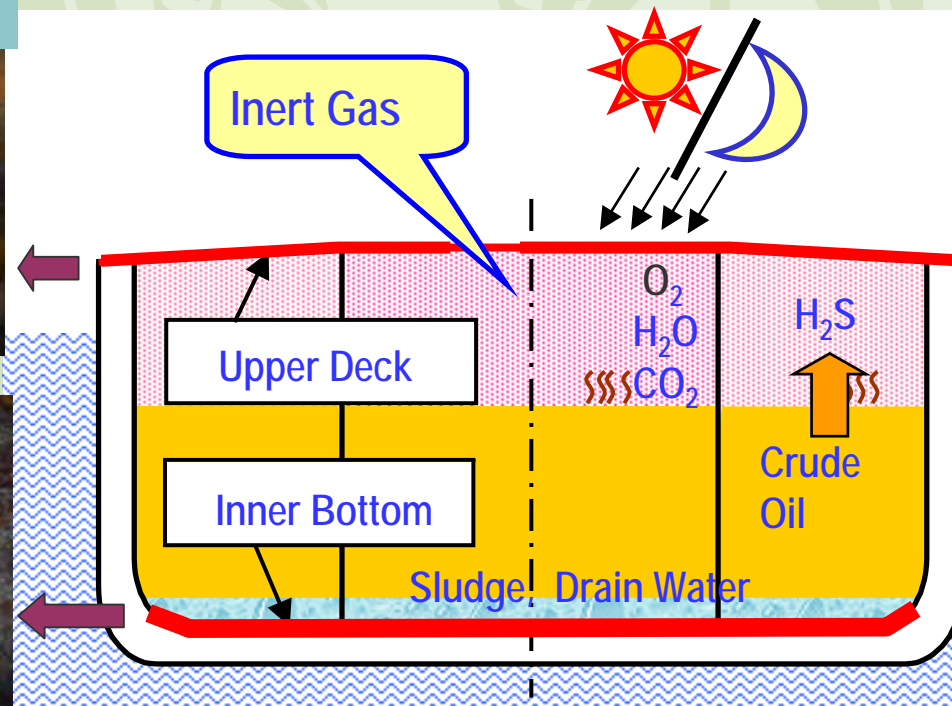 Inert Gas
O₂
H₂O
CO₂
H₂S
Upper Deck
Crude
Oil
Inner Bottom
Sludge, Drain Water